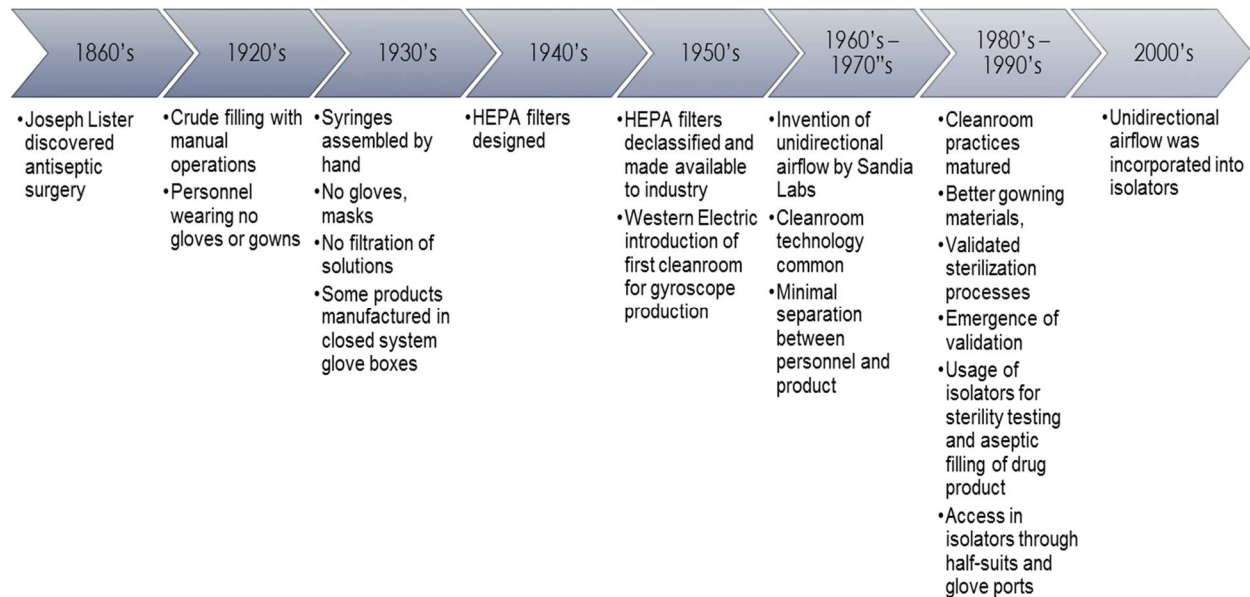 1860's
1920's
1930's
1940's
1950's
1960's –
1970"s
1980's –
1990's
2000's
•Joseph Lister
discovered
antiseptic
surgery
•Crude filling with
manual
operations
•Personnel
wearing no
gloves or gowns
•Syringes
assembled by
hand
•No gloves,
masks
•No filtration of
solutions
•Some products
manufactured in
closed system
glove boxes
•HEPA filters
designed
•HEPA filters
declassified and
made available
to industry
•Western Electric
introduction of
first cleanroom
for gyroscope
production
•Invention of
unidirectional
airflow by Sandia
Labs
•Cleanroom
technology
common
•Minimal
separation
between
personnel and
product
•Cleanroom
practices
matured
•Better gowning
materials,
•Validated
sterilization
processes
•Emergence of
validation
•Usage of
isolators for
sterility testing
and aseptic
filling of drug
product
•Access in
isolators through
half-suits and
glove ports
•Unidirectional
airflow was
incorporated into
isolators